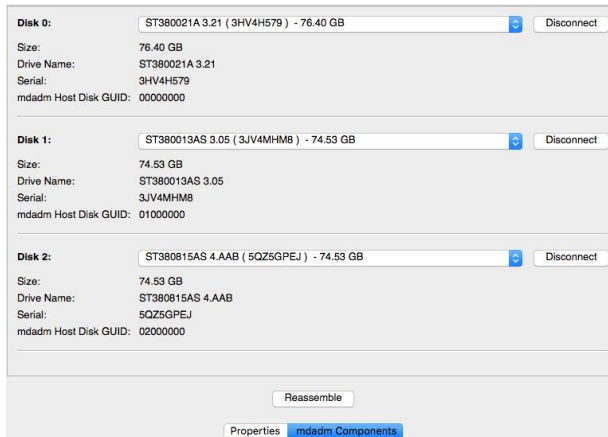 Disk 0: ST380021A 3.21 ( 3HV4H579 ) - 76.40 GB Disconnect
Size: 76.40 GB
Drive Name: ST380021A 3.21
Serial: 3HV4H579
mdadm Host Disk GUID: 00000000
Disk 1: ST380013AS 3.05 ( 3JV4MHM8 ) - 74.53 GB Disconnect
Size: 74.53 GB
Drive Name: ST380013AS 3.05
Serial: 3JV4MHM8
mdadm Host Disk GUID: 01000000
Disk 2: ST380815AS 4.AAB ( 5QZ5GPEJ ) - 74.53 GB Disconnect
Size: 74.53 GB
Drive Name: ST380815AS 4.AAB
Serial: 5QZ5GPEJ
mdadm Host Disk GUID: 02000000
Reassemble
Properties mdadm Components